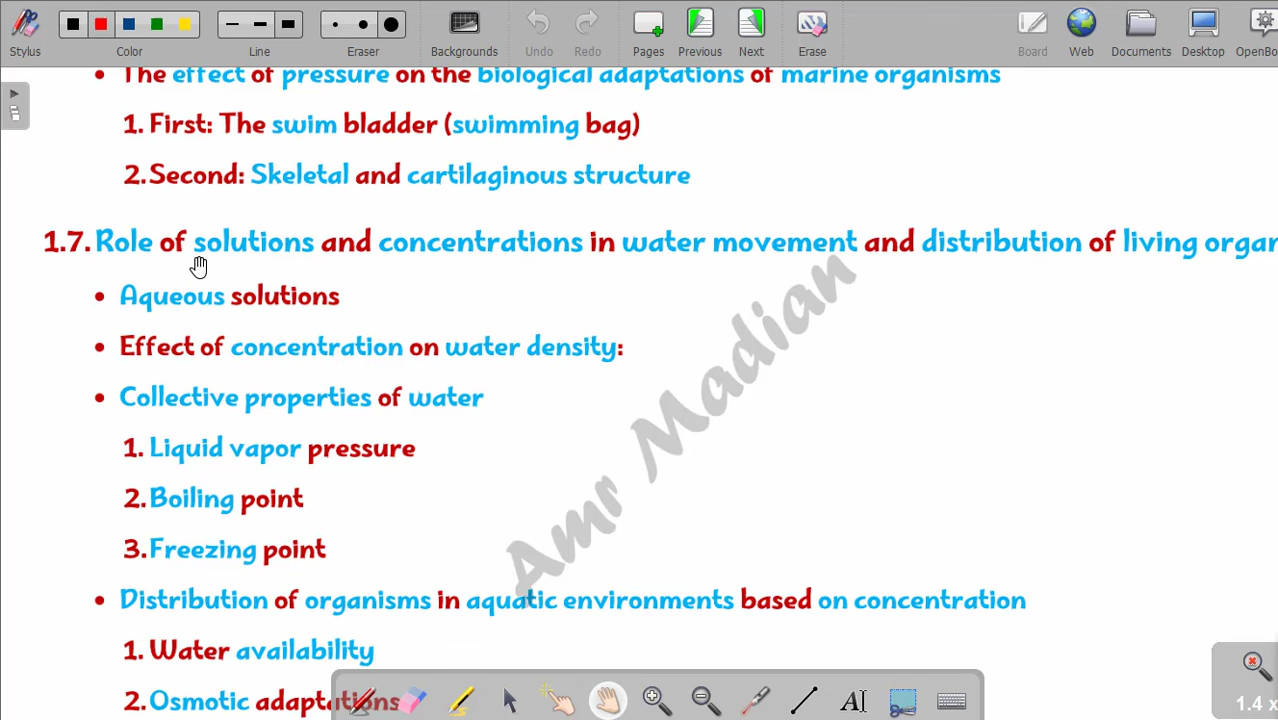 Stylus
Color
Line
Eraser
Backgrounds
Undo
Redo
Pages
Previous
Next
Erase
Board
Web
Documents
Desktop
OpenBo
• The effect of pressure on the biological adaptations of marine organisms
1. First: The swim bladder (swimming bag)
2. Second: Skeletal and cartilaginous structure
1.7. Role of solutions and concentrations in water movement and distribution of living organ
• Aqueous solutions
• Effect of concentration on water density:
• Collective properties of water
1. Liquid vapor pressure
2. Boiling point
3. Freezing point
• Distribution of organisms in aquatic environments based on concentration
1. Water availability
2. Osmotic adaptations
Amr Madian
1.4 x